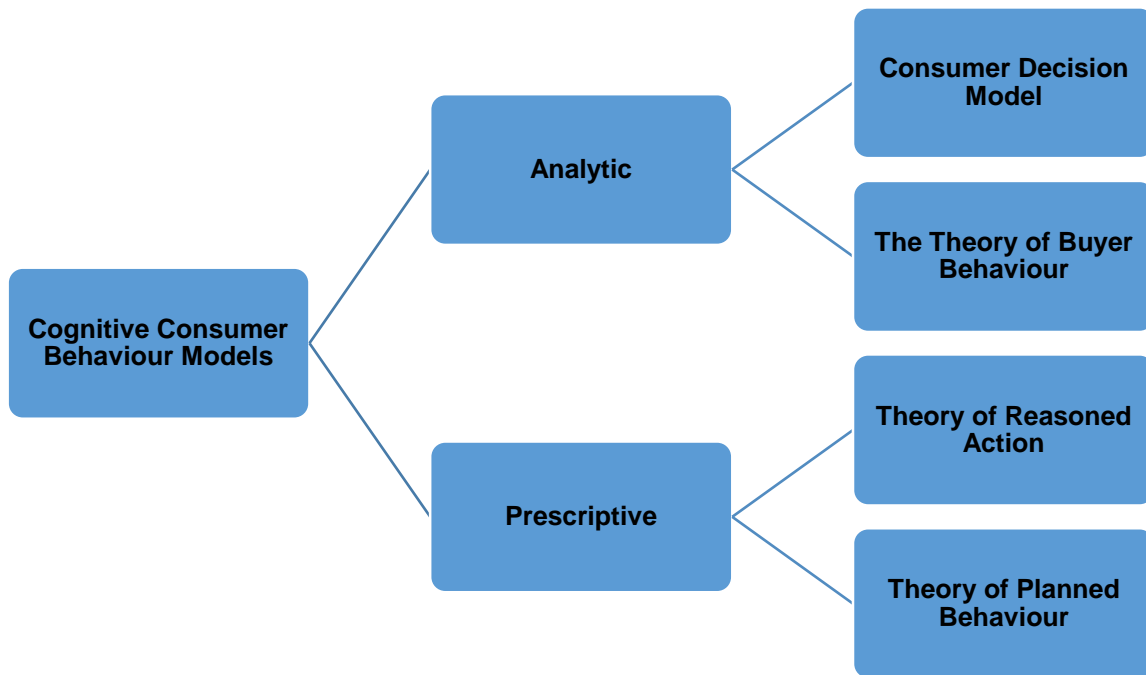 Cognitive Consumer
Behaviour Models
Analytic
Prescriptive
Consumer Decision
Model
The Theory of Buyer
Behaviour
Theory of Reasoned
Action
Theory of Planned
Behaviour